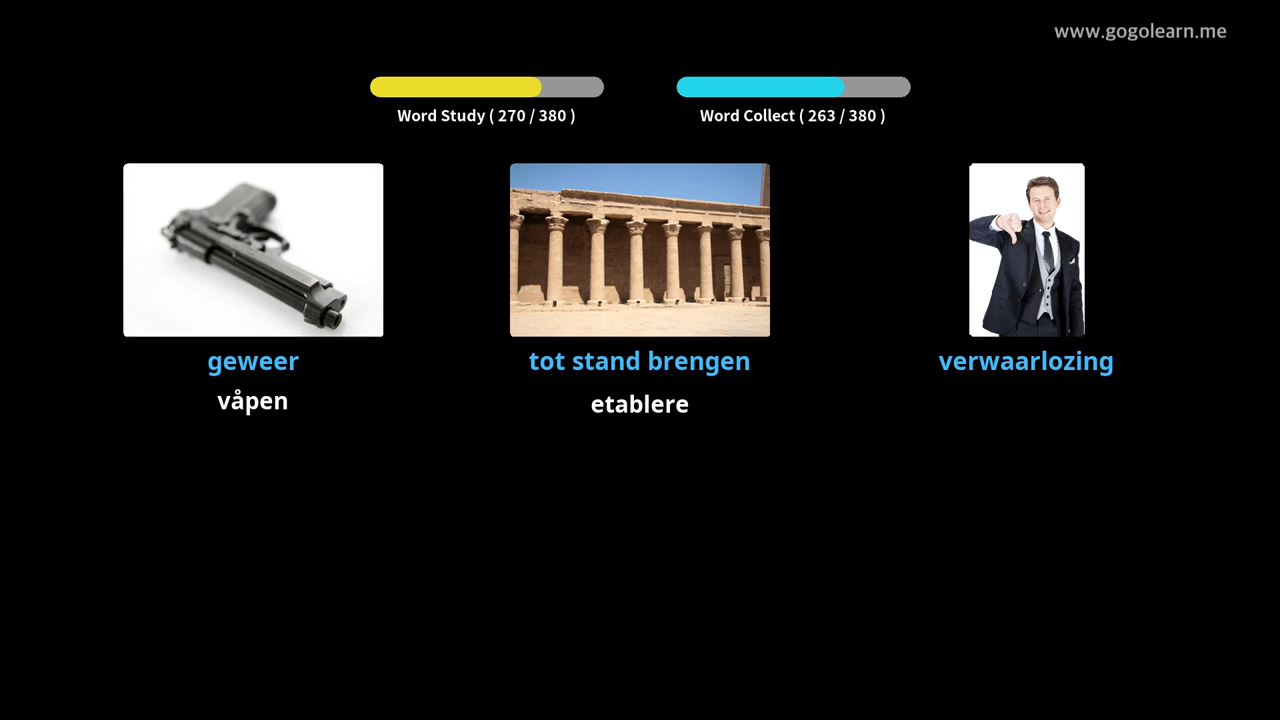 www.gogolearn.me
Word Study ( 270 / 380 )
Word Collect ( 263 / 380 )
geweer
våpen
tot stand brengen
etablere
verwaarlozing